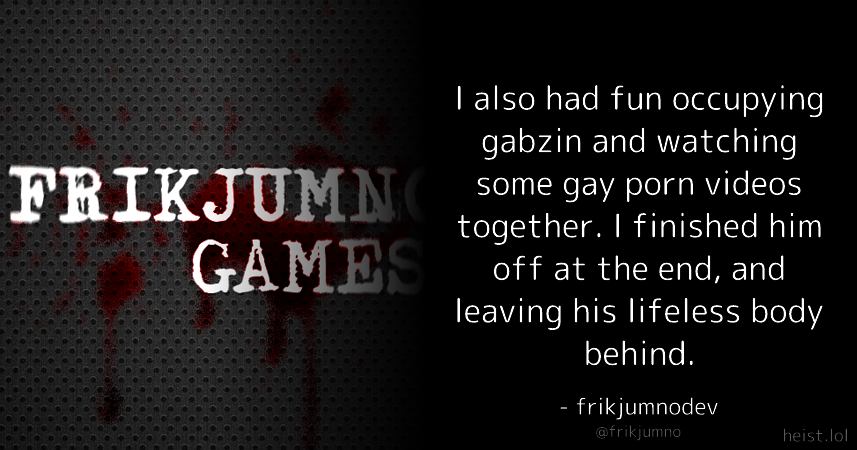 FRIKJUMNO
GAMES
I also had fun occupying
gabzin and watching
some gay porn videos
together. I finished him
off at the end, and
leaving his lifeless body
behind.
- frikjumnodev
@frikjumno
heist.lol